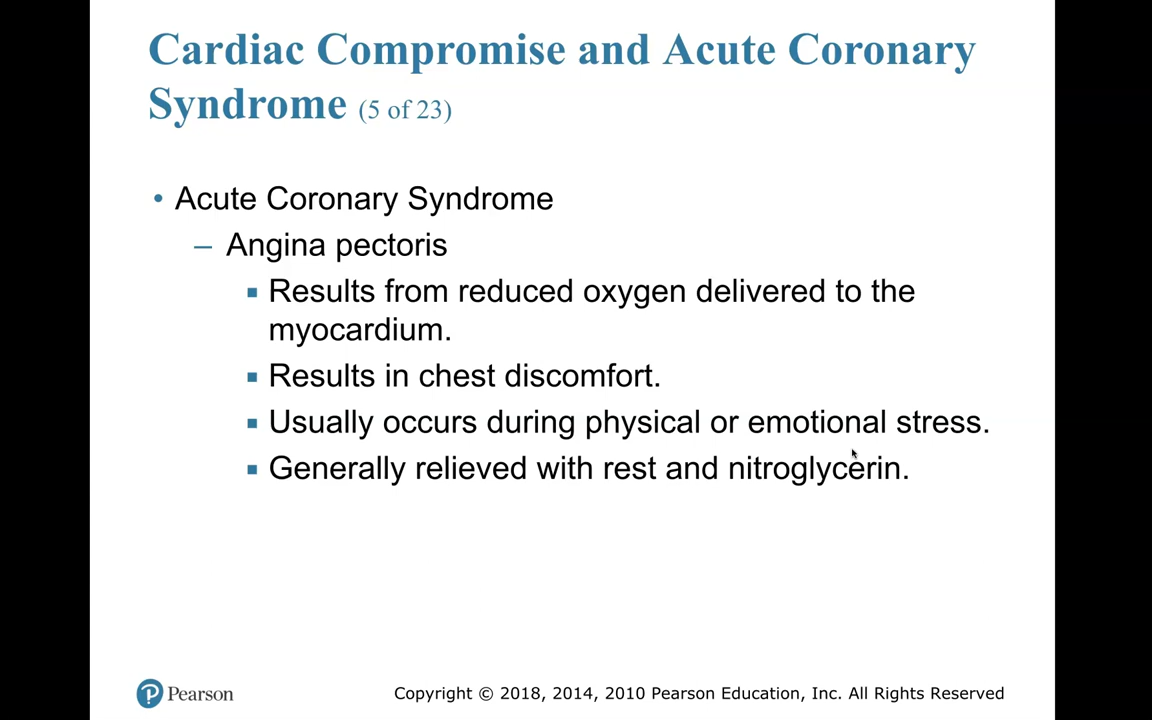 Cardiac Compromise and Acute Coronary
Syndrome (5 of 23)
• Acute Coronary Syndrome
– Angina pectoris
▪ Results from reduced oxygen delivered to the
myocardium.
▪ Results in chest discomfort.
▪ Usually occurs during physical or emotional stress.
▪ Generally relieved with rest and nitroglycerin.
Pearson
Copyright © 2018, 2014, 2010 Pearson Education, Inc. All Rights Reserved